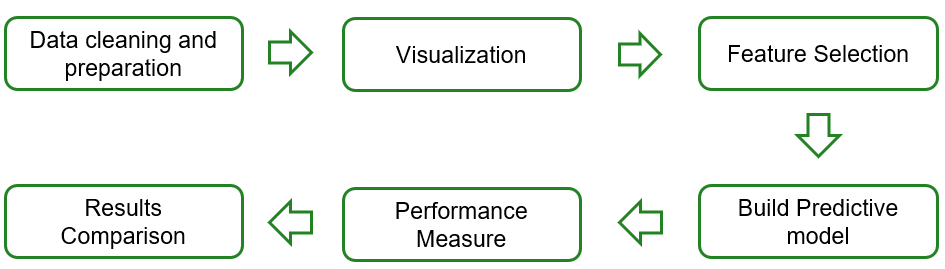 Data cleaning and
preparation
Visualization
Feature Selection
Build Predictive
model
Performance
Measure
Results
Comparison